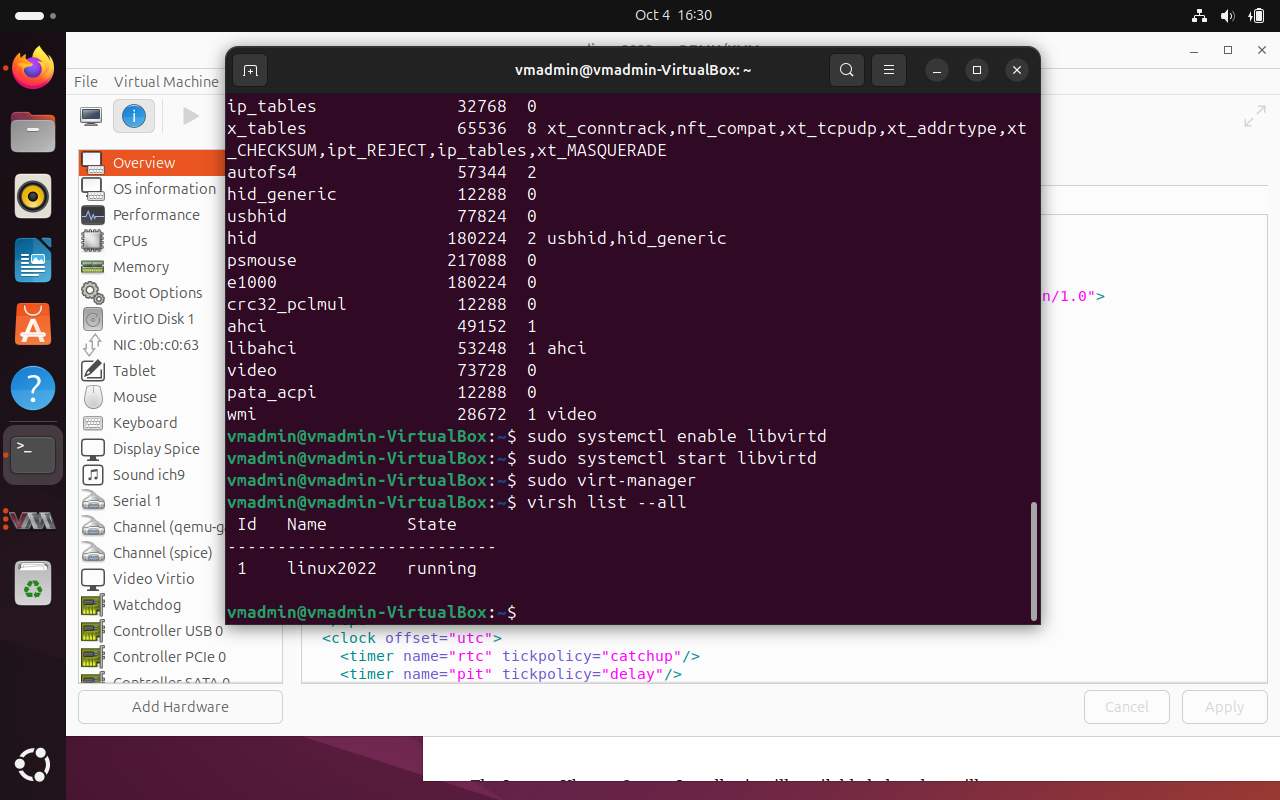 Oct 4 16:30
File Virtual Machine
vmadmin@vmadmin-VirtualBox: ~
ip_tables 32768 0
x_tables 65536 8 xt_conntrack,nft_compat,xt_tcpudp,xt_addrtype,xt
_CHECKSUM,ipt_REJECT,ip_tables,xt_MASQUERADE
autofs4 57344 2
hid_generic 12288 0
usbhid 77824 0
hid 180224 2 usbhid,hid_generic
psmouse 217088 0
e1000 180224 0
crc32_pclmul 12288 0
ahci 49152 1
libahci 53248 1 ahci
video 73728 0
pata_acpi 12288 0
wmi 28672 1 video
vmadmin@vmadmin-VirtualBox:~$ sudo systemctl enable libvirtd
vmadmin@vmadmin-VirtualBox:~$ sudo systemctl start libvirtd
vmadmin@vmadmin-VirtualBox:~$ sudo virt-manager
vmadmin@vmadmin-VirtualBox:~$ virsh list --all
Id Name State
---------------------------
1 linux2022 running
vmadmin@vmadmin-VirtualBox:~$
Overview
OS information
Performance
CPUs
Memory
Boot Options
VirtIO Disk 1
NIC :0b:c0:63
Tablet
Mouse
Keyboard
Display Spice
Sound ich9
Serial 1
Channel (qemu-g
Channel (spice)
Video Virtio
Watchdog
Controller USB 0
Controller PCIe 0
Controller SATA 0
Add Hardware
n/1.0">
<clock offset="utc">
<timer name="rtc" tickpolicy="catchup"/>
<timer name="pit" tickpolicy="delay"/>
Cancel Apply